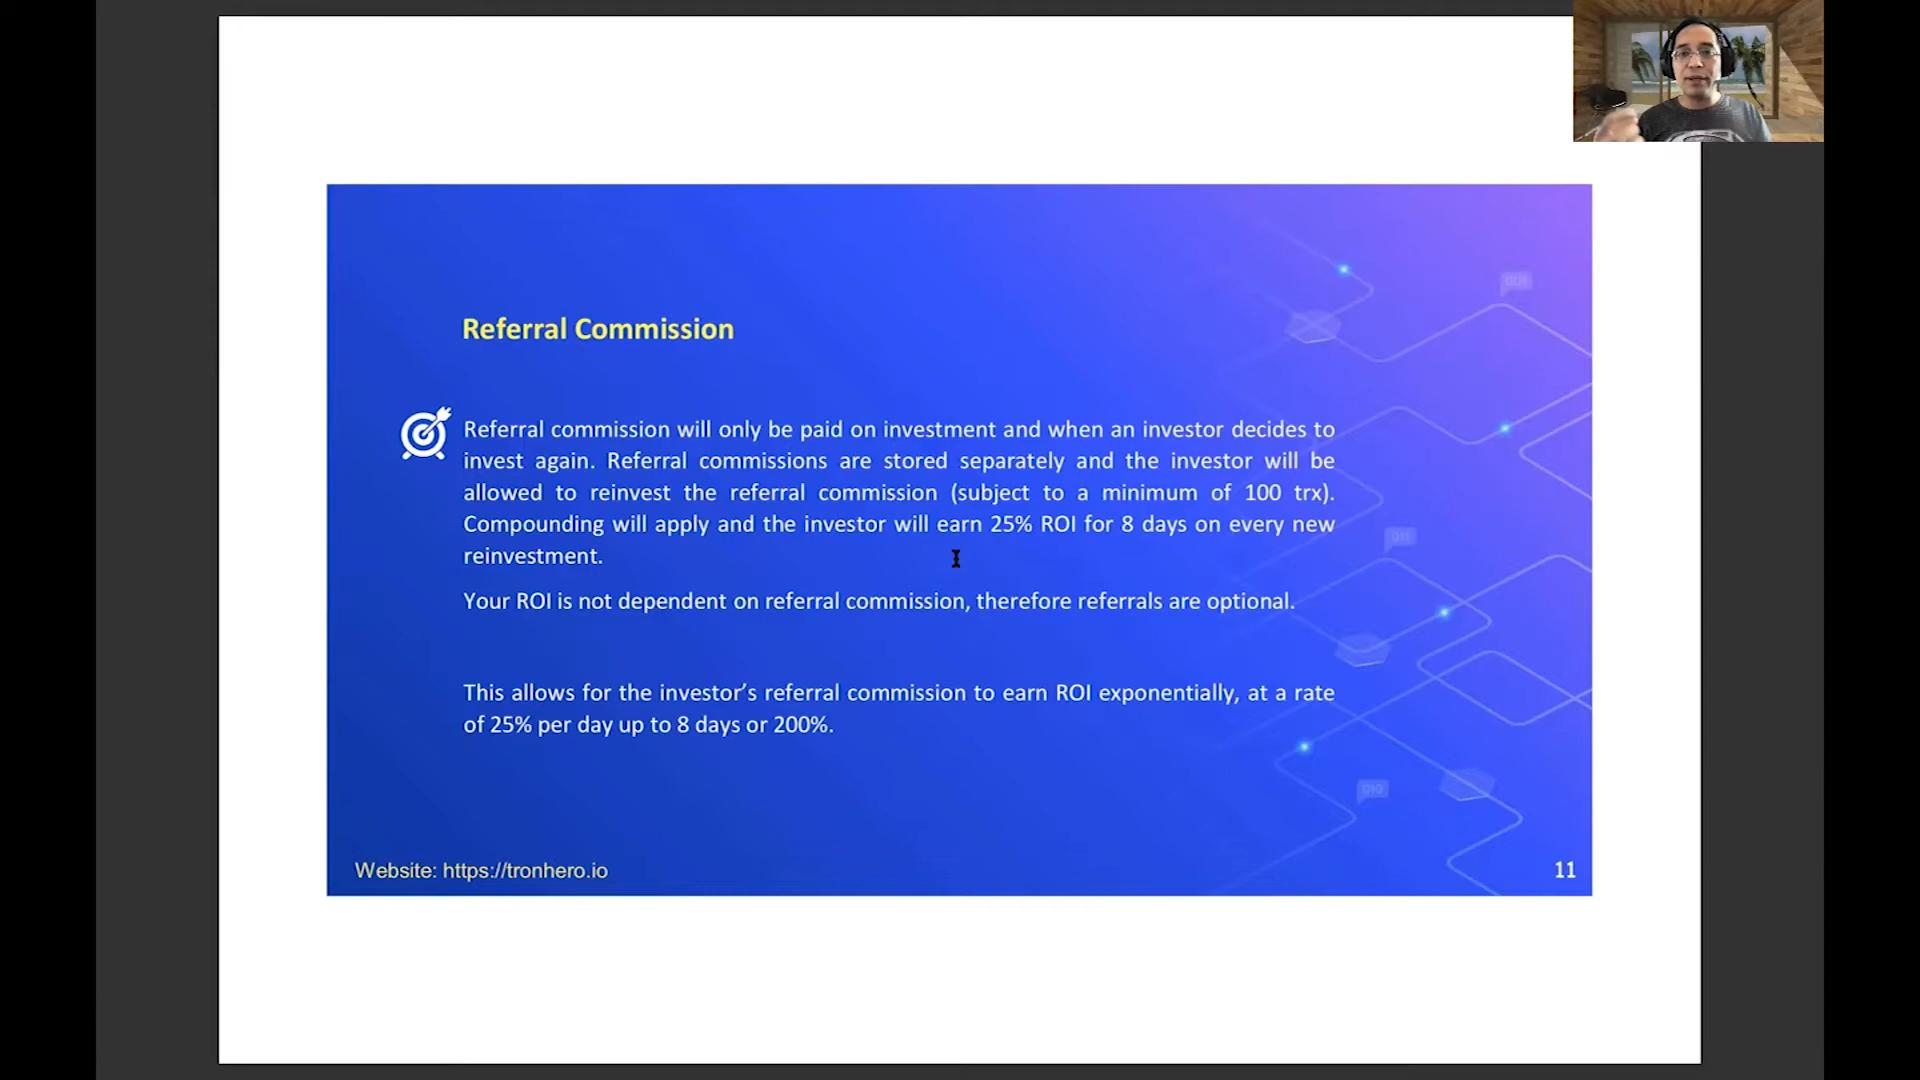 Referral Commission
Referral commission will only be paid on investment and when an investor decides to
invest again. Referral commissions are stored separately and the investor will be
allowed to reinvest the referral commission (subject to a minimum of 100 trx).
Compounding will apply and the investor will earn 25% ROI for 8 days on every new
reinvestment.
Your ROI is not dependent on referral commission, therefore referrals are optional.
This allows for the investor’s referral commission to earn ROI exponentially, at a rate
of 25% per day up to 8 days or 200%.
Website: https://tronhero.io
11
011
010